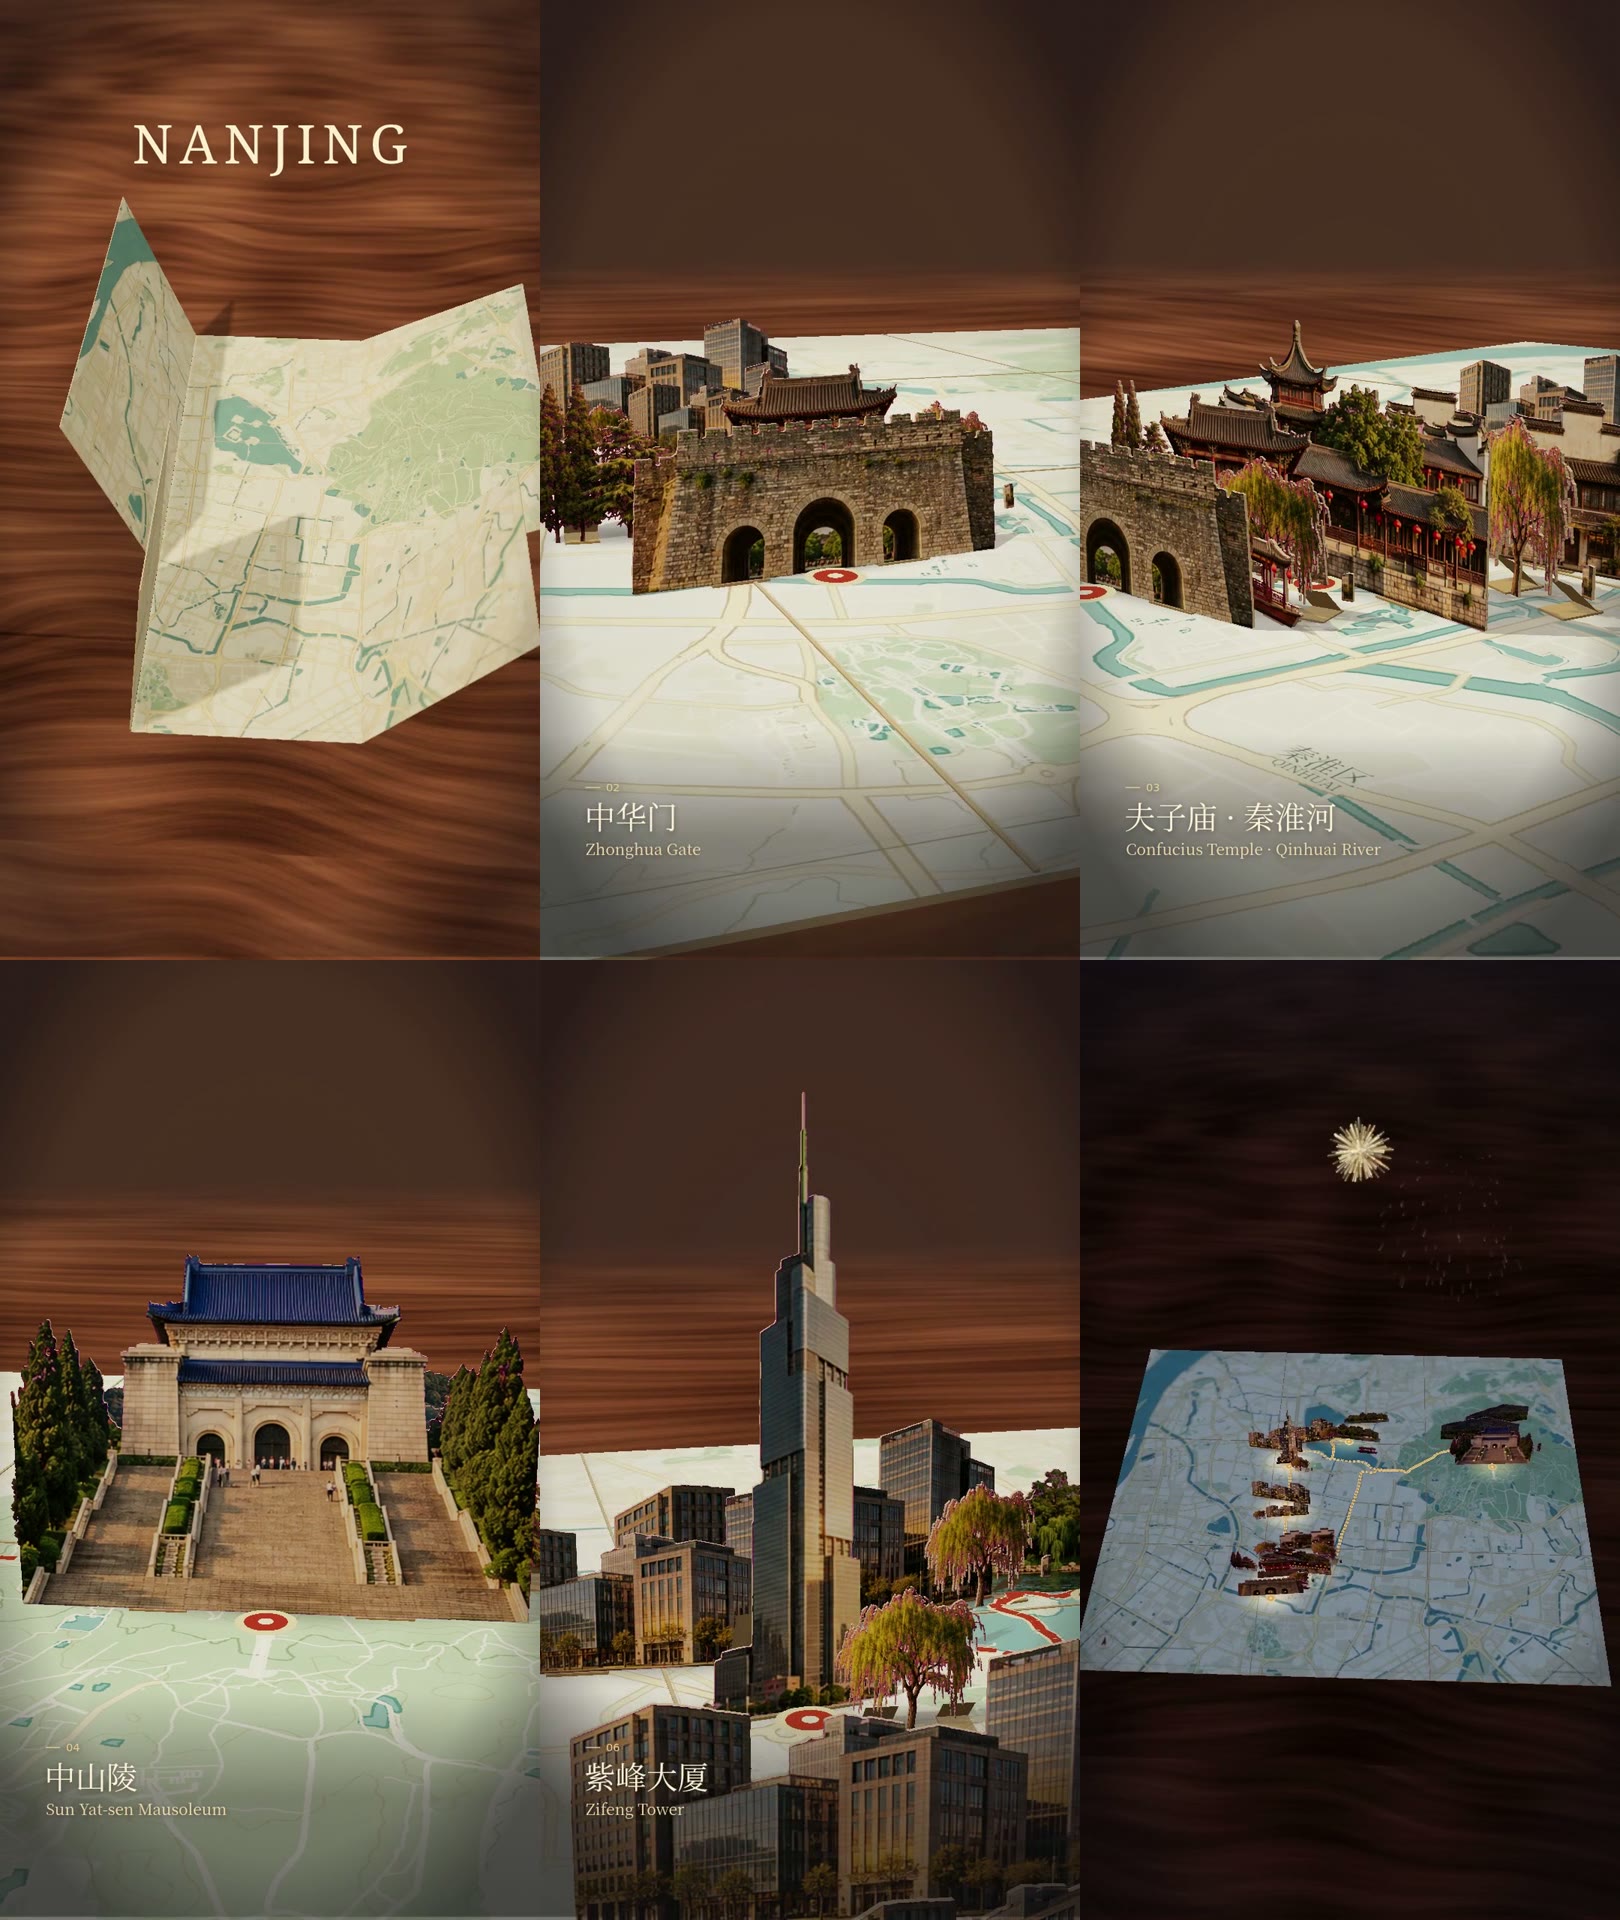 NANJING
02
中华门
Zhonghua Gate
秦淮区
QINHUAI
03
夫子庙 · 秦淮河
Confucius Temple · Qinhuai River
04
中山陵
Sun Yat-sen Mausoleum
06
紫峰大厦
Zifeng Tower